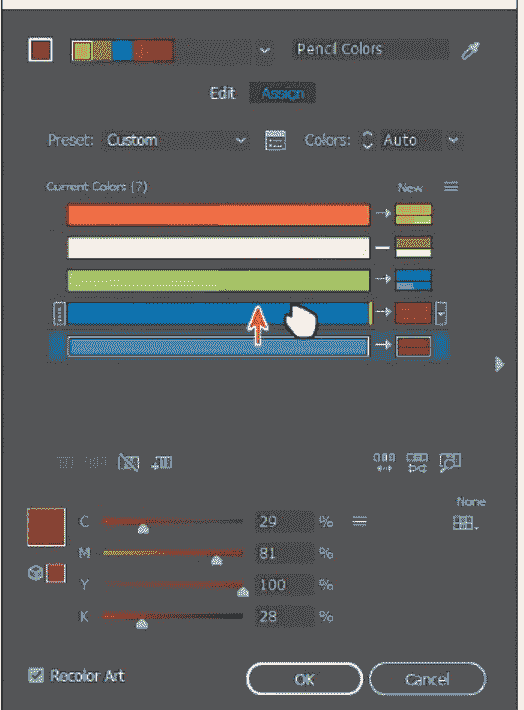 Pencil Colors
Edit Assign
Preset: Custom Colors: Auto
Current Colors (?) New
C 29 %
None
M 81 %
Y 100 %
K 28 %
Recolor Art OK Cancel